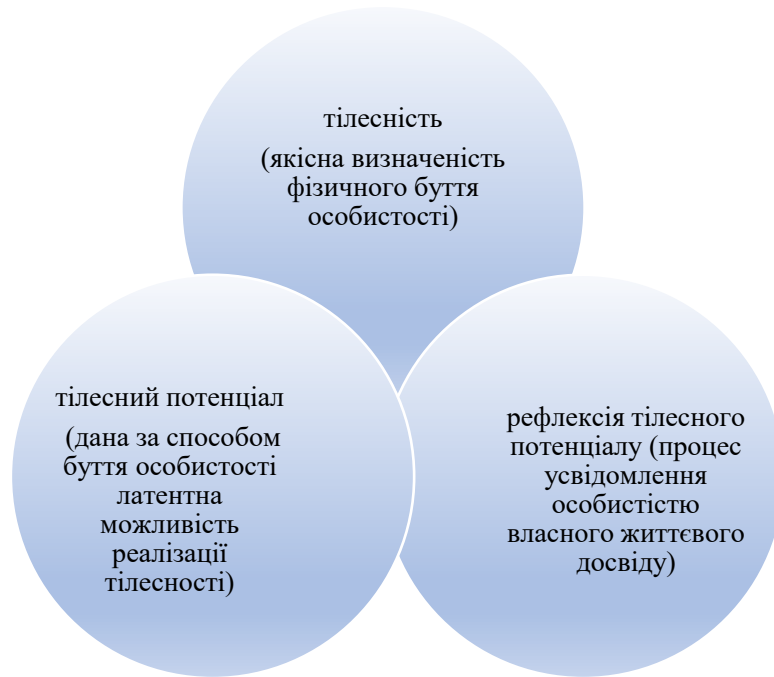 тілесність
(якісна визначеність
фізичного буття
особистості)
тілесний потенціал
(дана за способом
буття особистості
латентна
можливість
реалізації
тілесності)
рефлексія тілесного
потенціалу (процес
усвідомлення
особистістю
власного життєвого
досвіду)